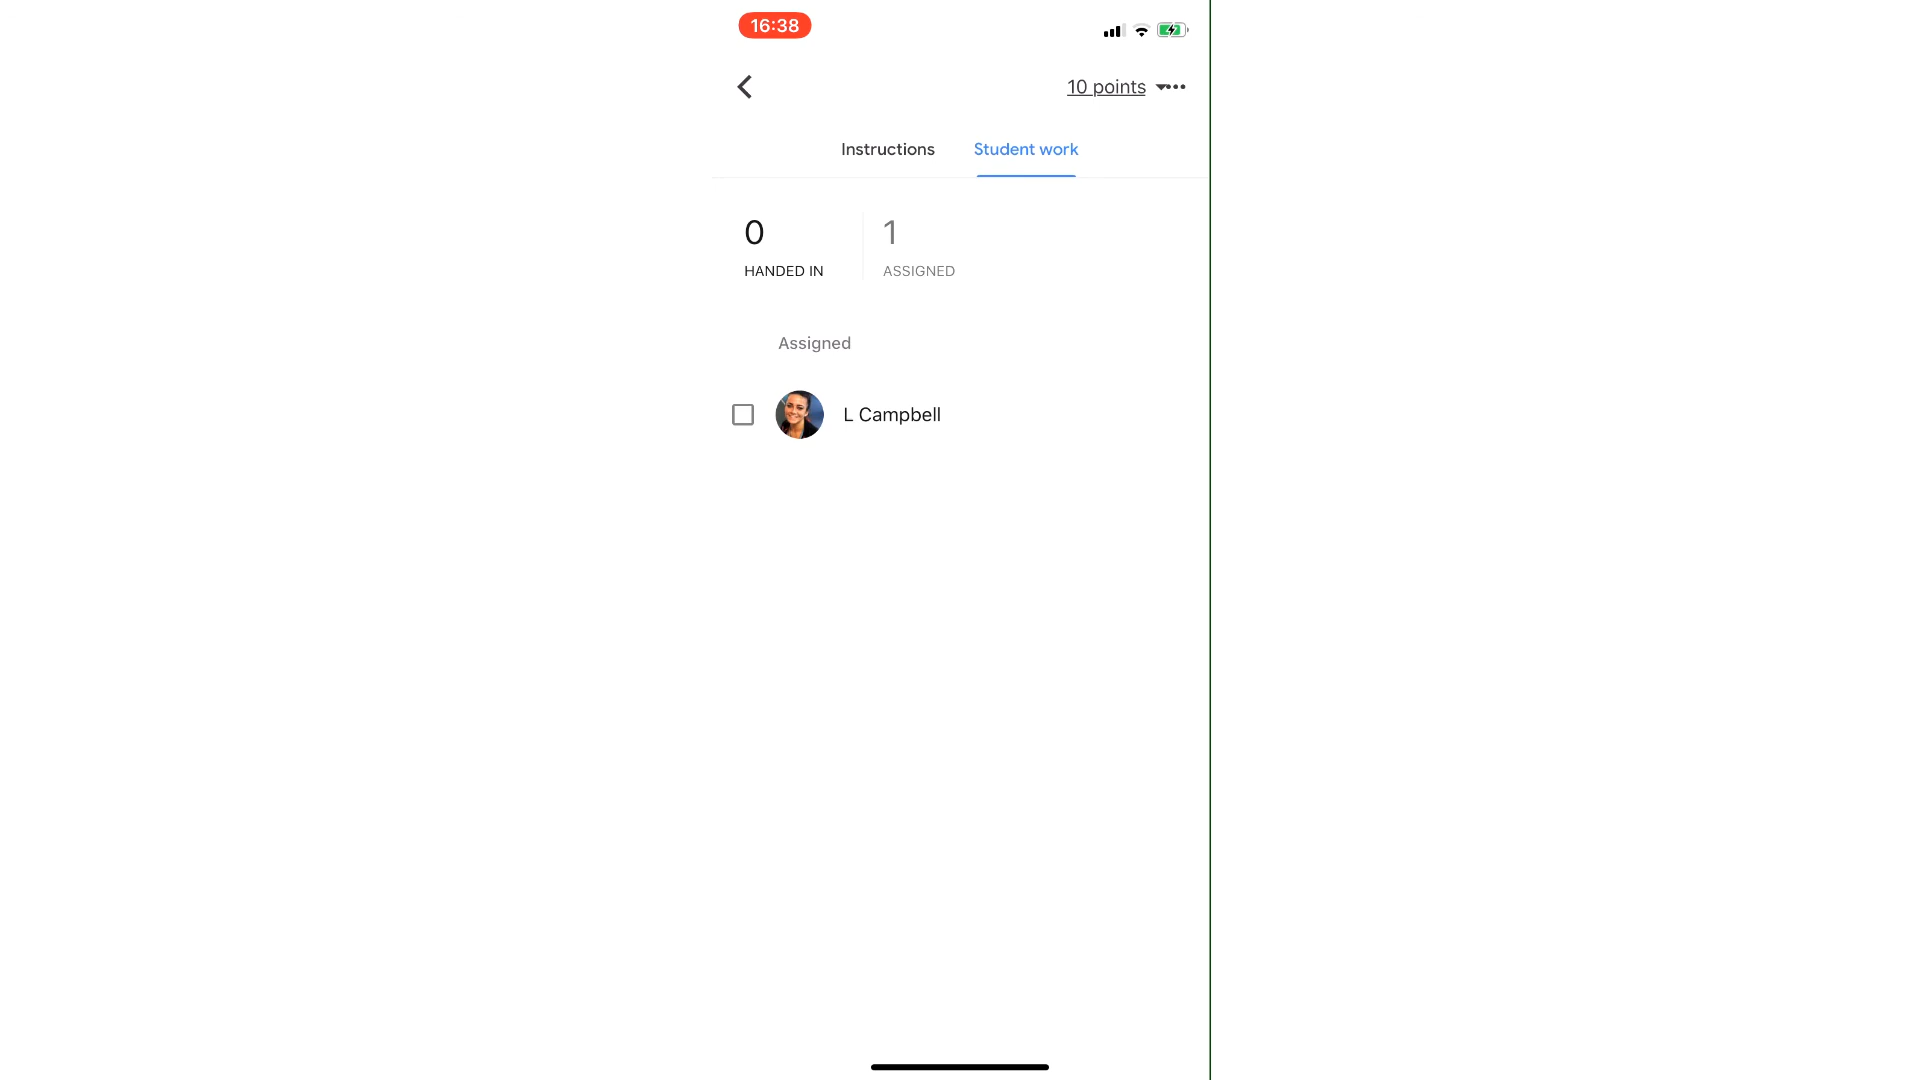 16:38
10 points
Instructions
Student work
0
1
HANDED IN
ASSIGNED
Assigned
L Campbell